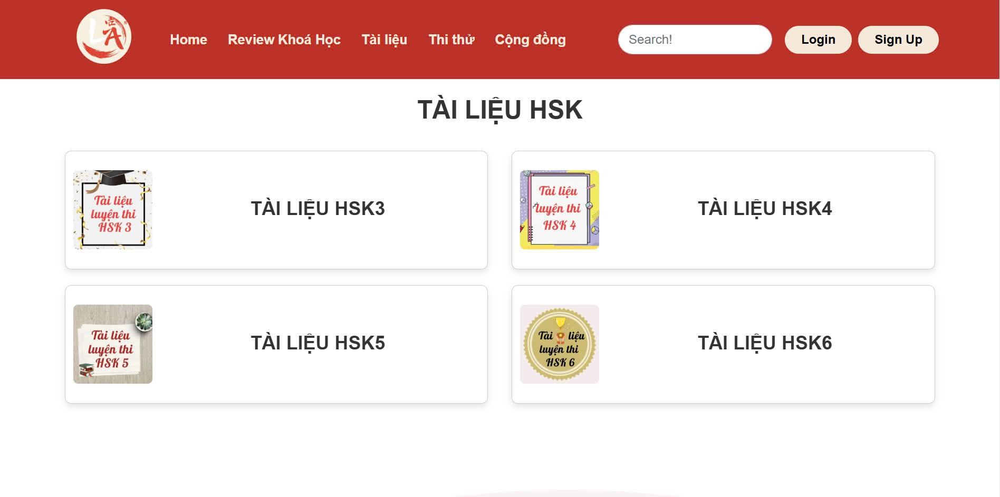 LA
Home
Review Khoá Học
Tài liệu
Thi thử
Cộng đồng
Search!
Login
Sign Up
TÀI LIỆU HSK
Tài liệu
luyện thi
HSK 3
TÀI LIỆU HSK3
Tài liệu
luyện thi
HSK 4
TÀI LIỆU HSK4
Tài liệu
luyện thi
HSK 5
TÀI LIỆU HSK5
Tài liệu
luyện thi
HSK 6
TÀI LIỆU HSK6